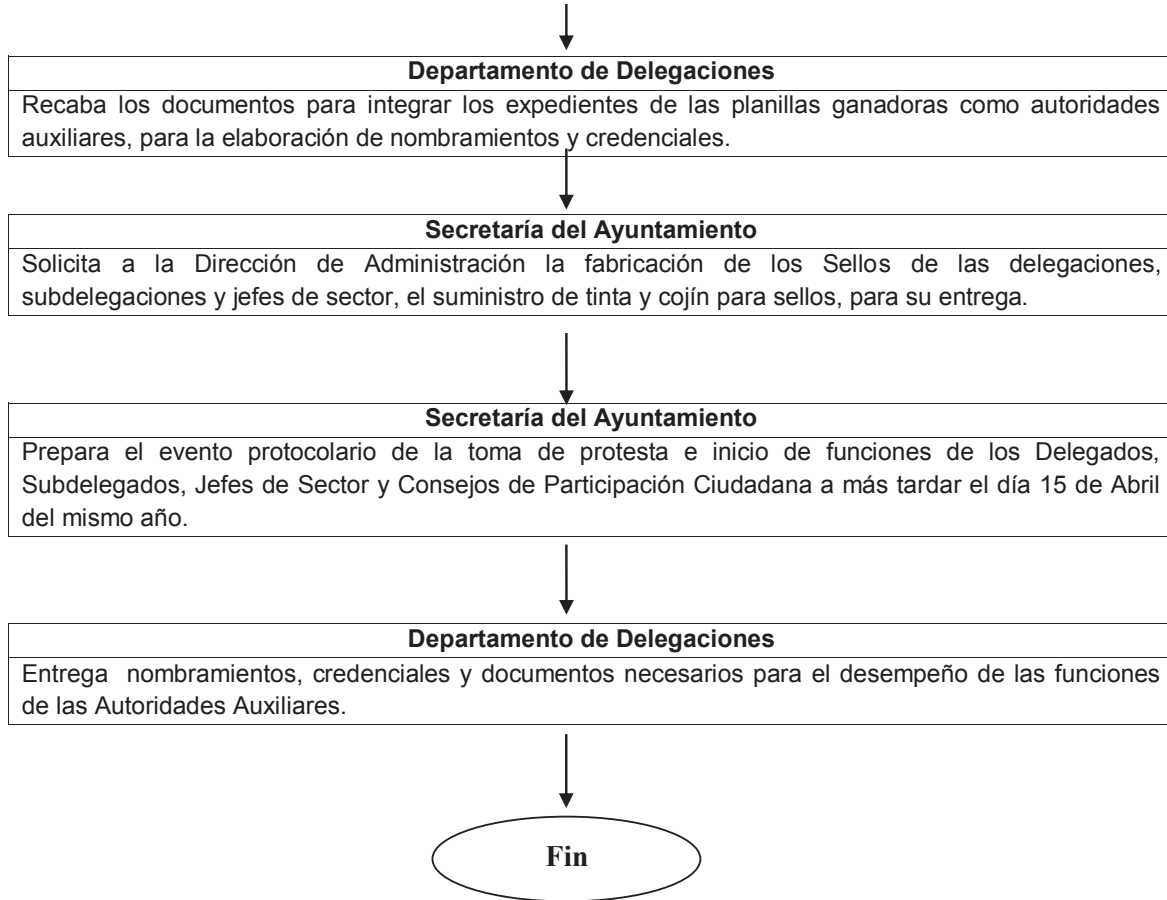 Departamento de Delegaciones
Recaba los documentos para integrar los expedientes de las planillas ganadoras como autoridades
auxiliares, para la elaboración de nombramientos y credenciales.
Secretaría del Ayuntamiento
Solicita a la Dirección de Administración la fabricación de los Sellos de las delegaciones,
subdelegaciones y jefes de sector, el suministro de tinta y cojín para sellos, para su entrega.
Secretaría del Ayuntamiento
Prepara el evento protocolario de la toma de protesta e inicio de funciones de los Delegados,
Subdelegados, Jefes de Sector y Consejos de Participación Ciudadana a más tardar el día 15 de Abril
del mismo año.
Departamento de Delegaciones
Entrega nombramientos, credenciales y documentos necesarios para el desempeño de las funciones
de las Autoridades Auxiliares.
Fin